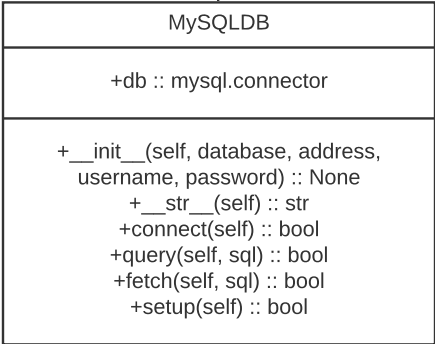 MySQLDB
+db :: mysql.connector
+__init__(self, database, address,
username, password) :: None
+__str__(self) :: str
+connect(self) :: bool
+query(self, sql) :: bool
+fetch(self, sql) :: bool
+setup(self) :: bool